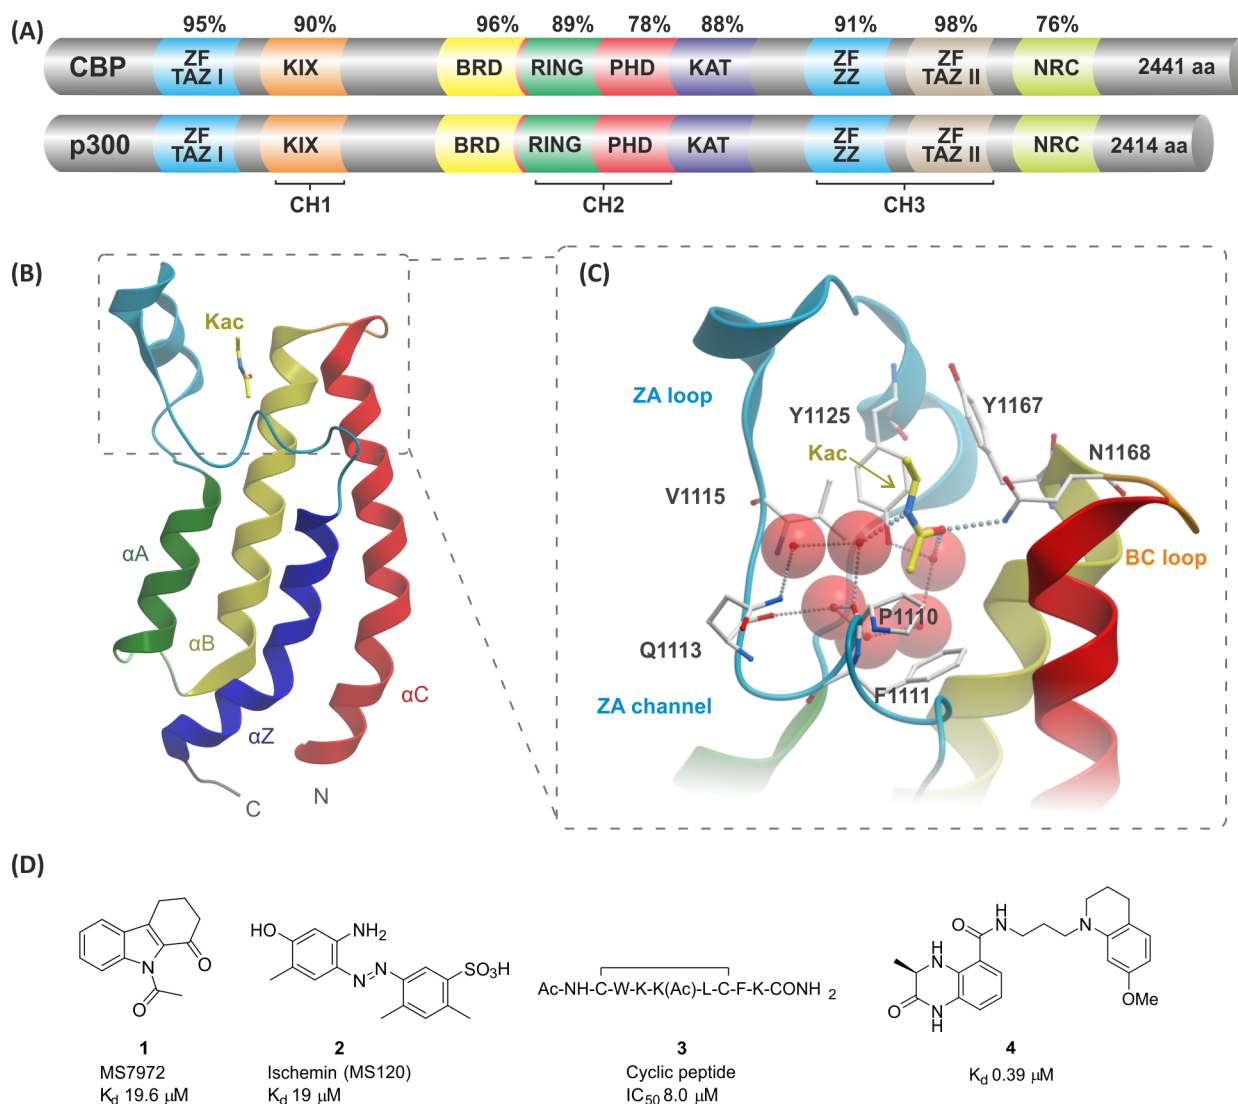 (A)
95% 90% 96% 89% 78% 88% 91% 98% 76%
CBP ZF TAZ I KIX BRD RING PHD KAT ZF ZZ ZF TAZ II NRC 2441 aa
p300 ZF TAZ I KIX BRD RING PHD KAT ZF ZZ ZF TAZ II NRC 2414 aa
CH1 CH2 CH3
(B)
Kac
αA
αB
αC
αZ
C
N
(C)
ZA loop
Y1125
Y1167
Kac
N1168
V1115
BC loop
P1110
Q1113
F1111
ZA channel
(D)
O
N
O
HO
NH2
N
N
SO3H
Ac-NH-C-W-K-K(Ac)-L-C-F-K-CONH 2
O
H
N
N
H
N
O
N
H
OMe
1
MS7972
Kd 19.6 μM
2
Ischemin (MS120)
Kd 19 μM
3
Cyclic peptide
IC50 8.0 μM
4
Kd 0.39 μM